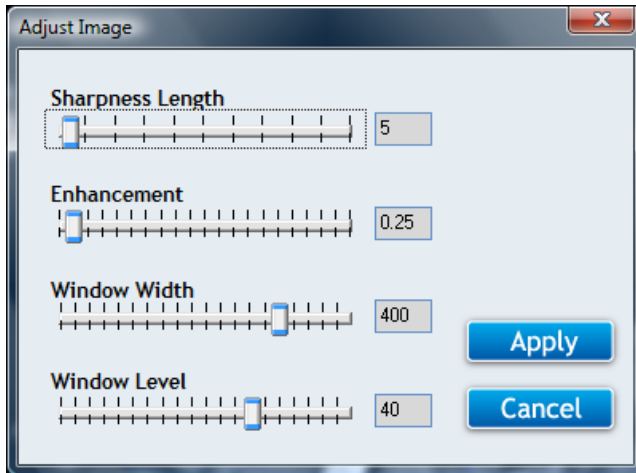 Adjust Image
Sharpness Length
5
Enhancement
0.25
Window Width
400
Apply
Window Level
40
Cancel